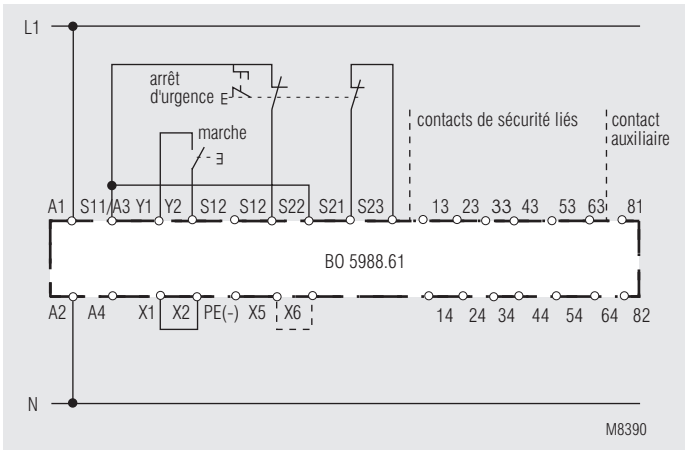 L1
arrêt
d'urgence E
marche
E
contacts de sécurité liés
contact
auxiliaire
A1 S11/A3 Y1 Y2 S12 S12 S22 S21 S23 13 23 33 43 53 63 81
BO 5988.61
A2 A4 X1 X2 PE(-) X5 X6 14 24 34 44 54 64 82
N
M8390